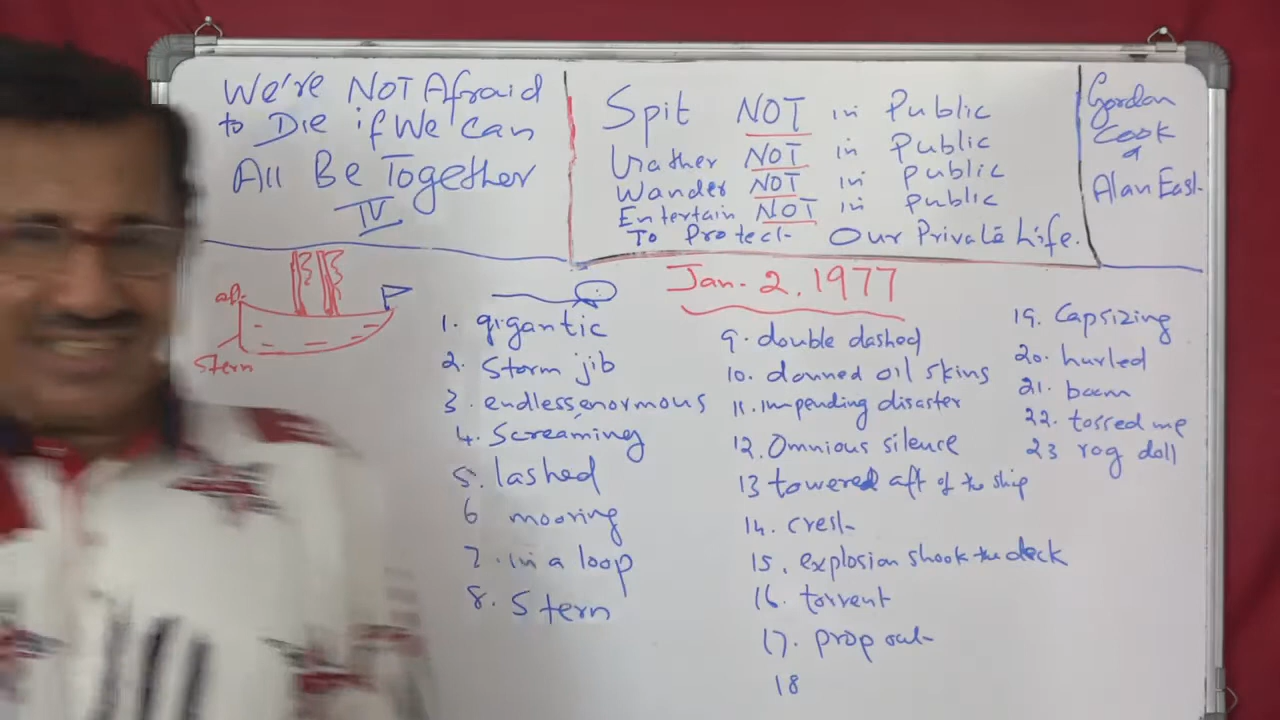 We're NOT Afraid
to Die if We Can
All Be Together
IV
Spit NOT in Public
Gather NOT in Public
Wander NOT in Public
Entertain NOT in Public
To Protect Our Private Life.
Gordon
Cook
&
Alan East
aft
Stern
Jan. 2. 1977
1. gigantic
2. Storm jib
3. endless, enormous
4. Screaming
5. lashed
6 mooring
7. in a loop
8. Stern
9. double dashed
10. donned oil skins
11. impending disaster
12. Omnious silence
13 towered aft of the ship
14. crest
15. explosion shook the deck
16. torrent
17. prop out
18
19. Capsizing
20. hurled
21. boom
22. tossed me
23 rag doll